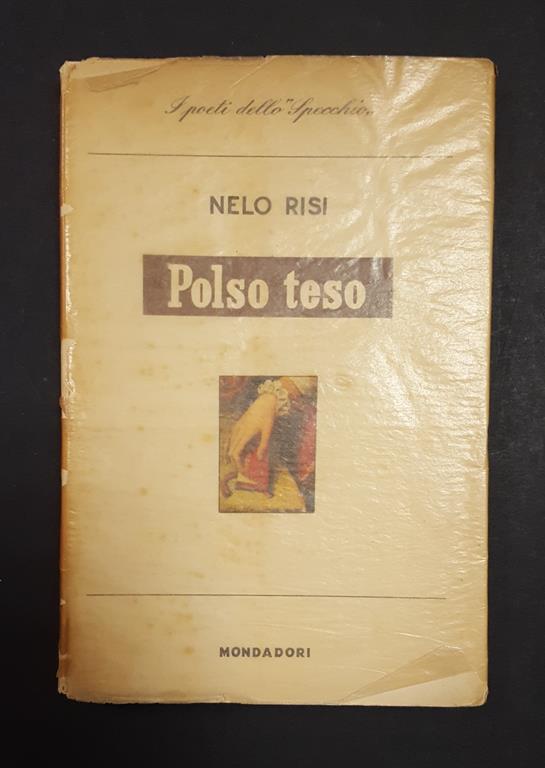 I poeti dello "Specchio„
NELO RISI
Polso teso
MONDADORI